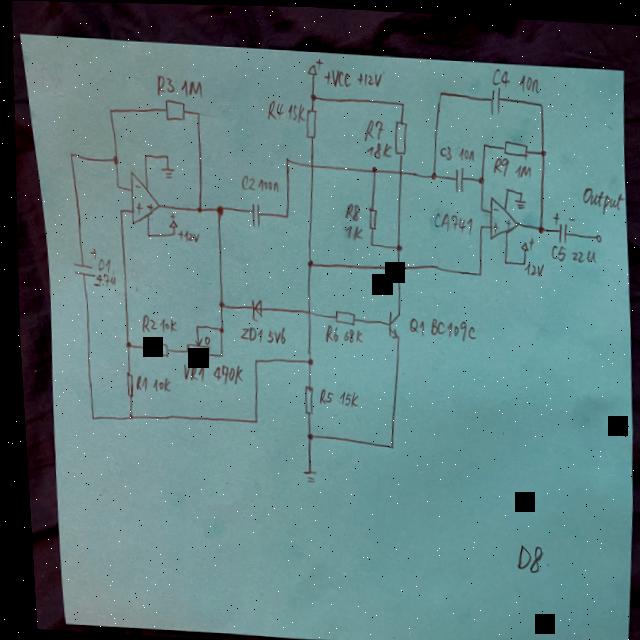 R3 1M
+VCC +12V
C4 10n
R4 15K
R7
18K
C3 10n
R9 1M
C2 100n
Output
R8
1K
CA741
+12V
C5 22u
12V
R2 10K
ZD1 5V6
R6 68K
Q1 BC109C
R1 10K
VR1 470K
R5 15K
D8